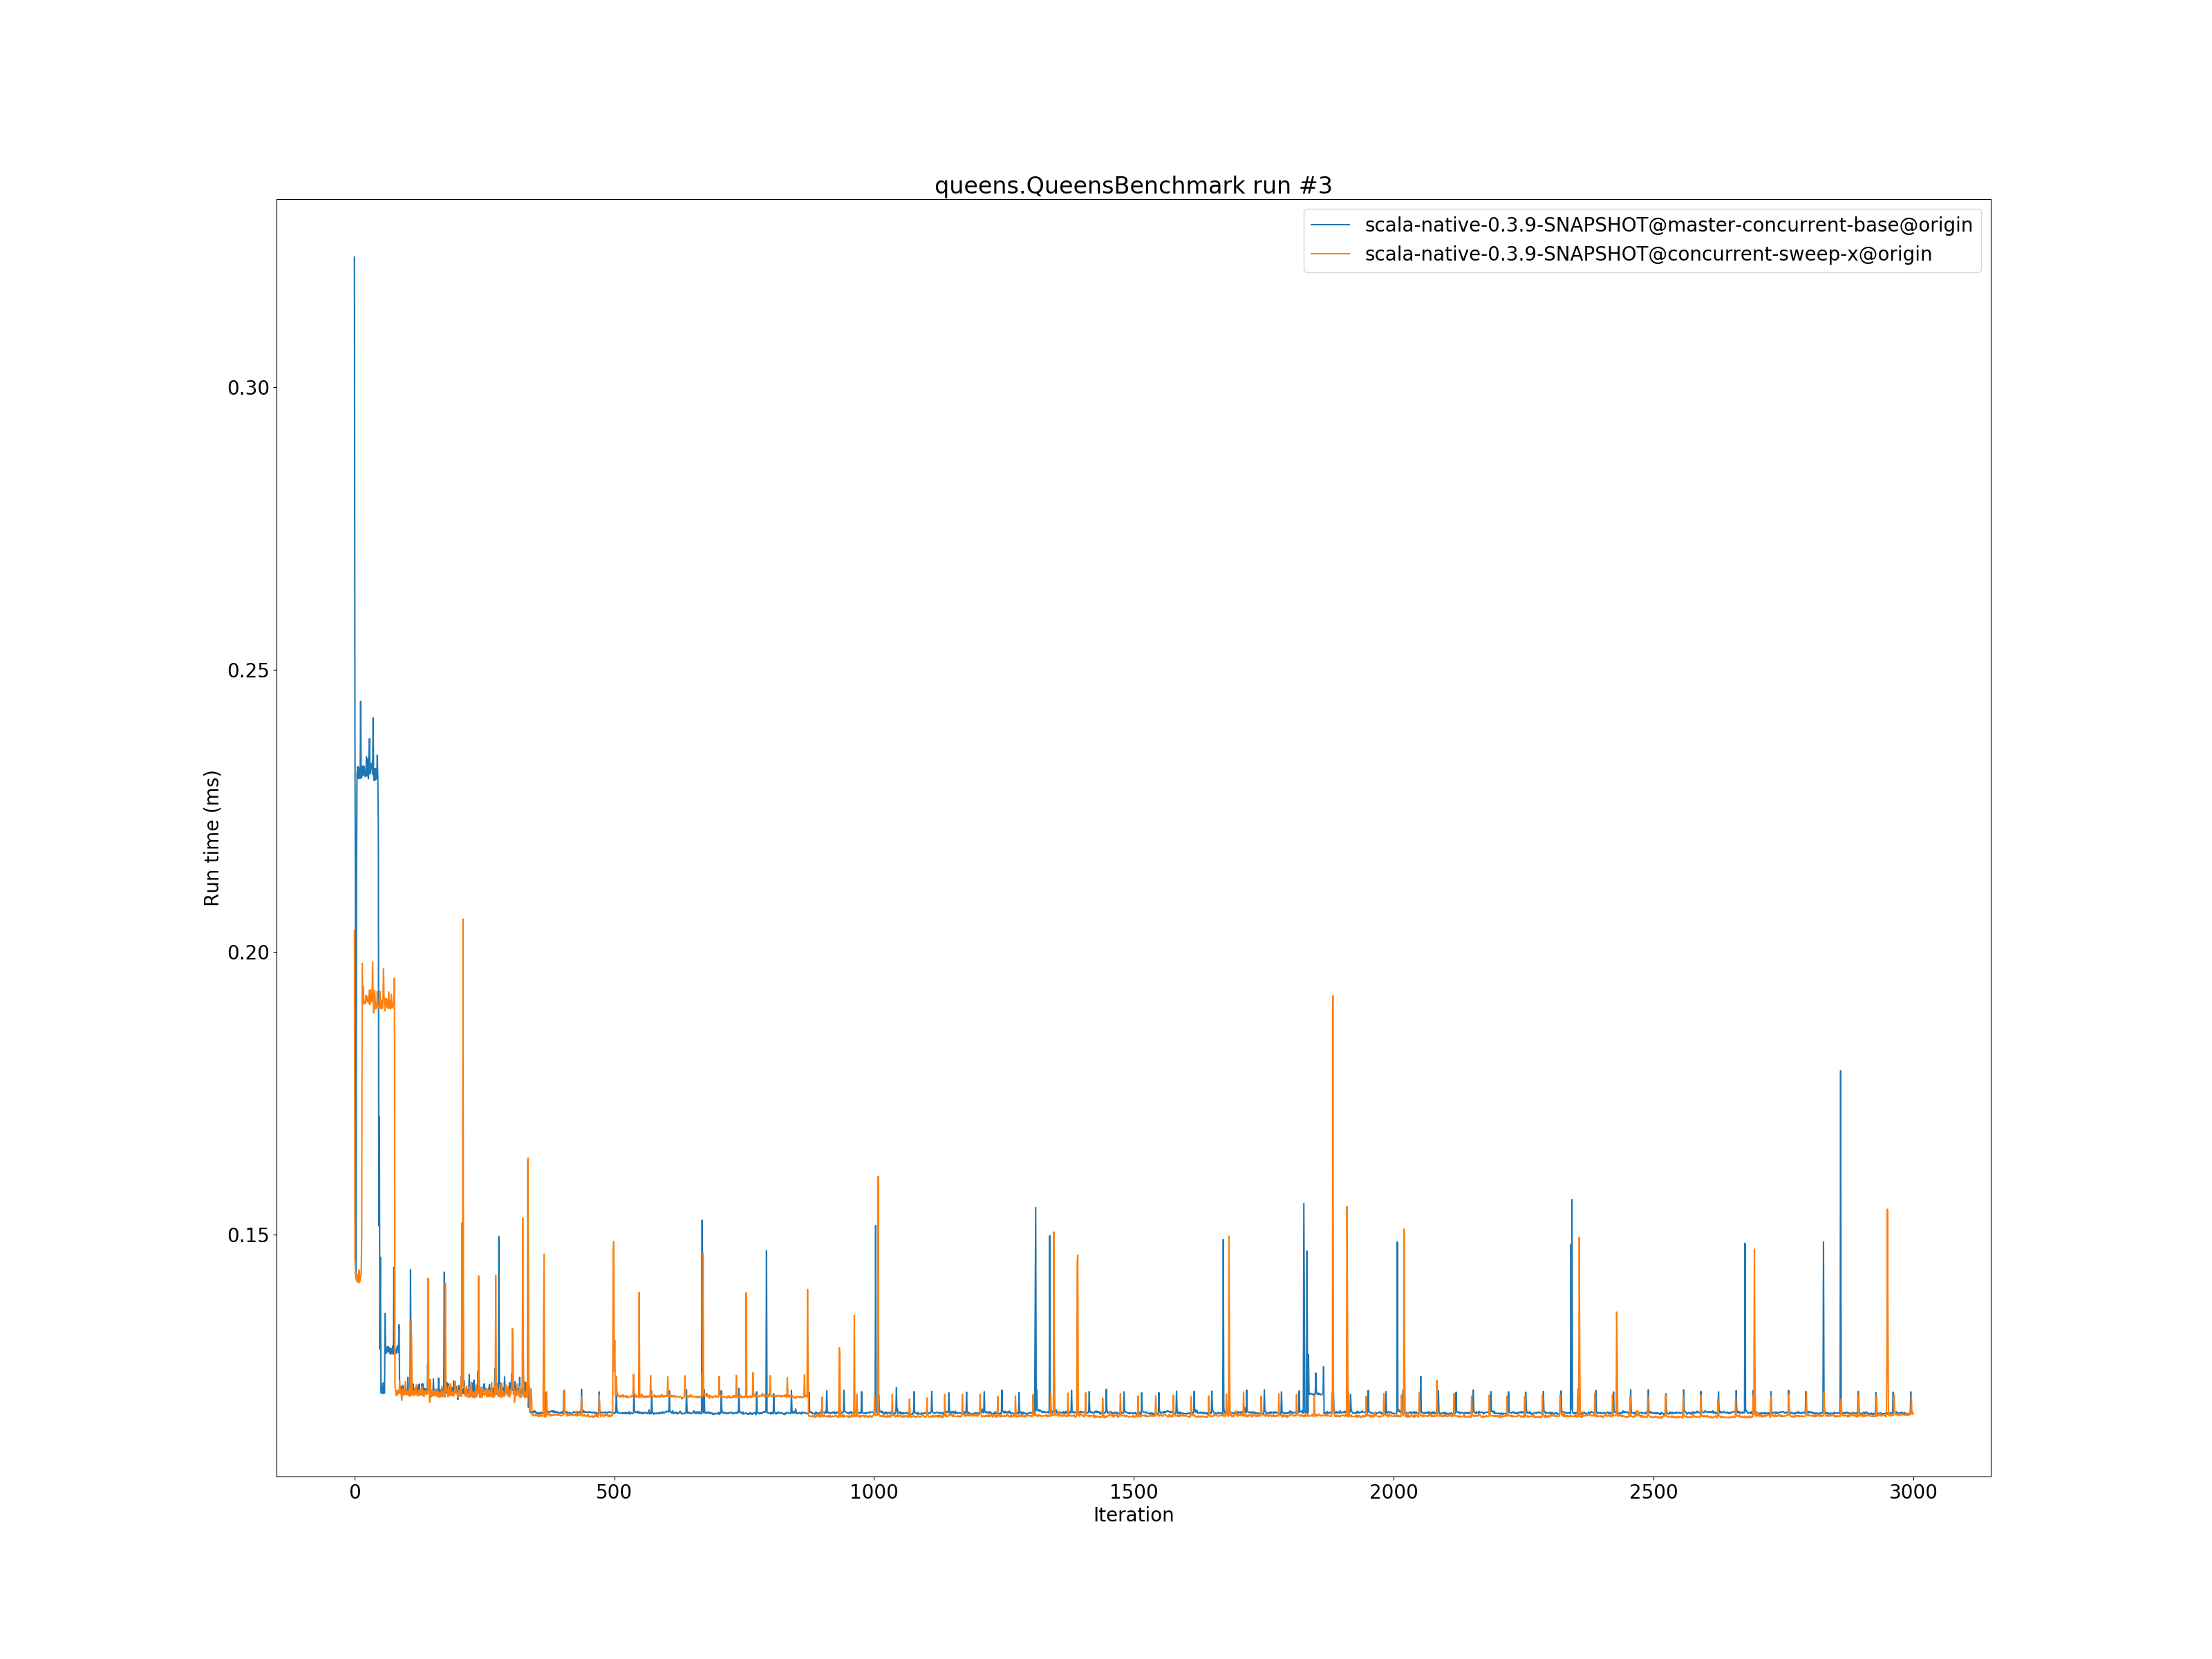 queens.QueensBenchmark run #3
scala-native-0.3.9-SNAPSHOT@master-concurrent-base@origin
scala-native-0.3.9-SNAPSHOT@concurrent-sweep-x@origin
Run time (ms)
0.30
0.25
0.20
0.15
0
500
1000
1500
2000
2500
3000
Iteration